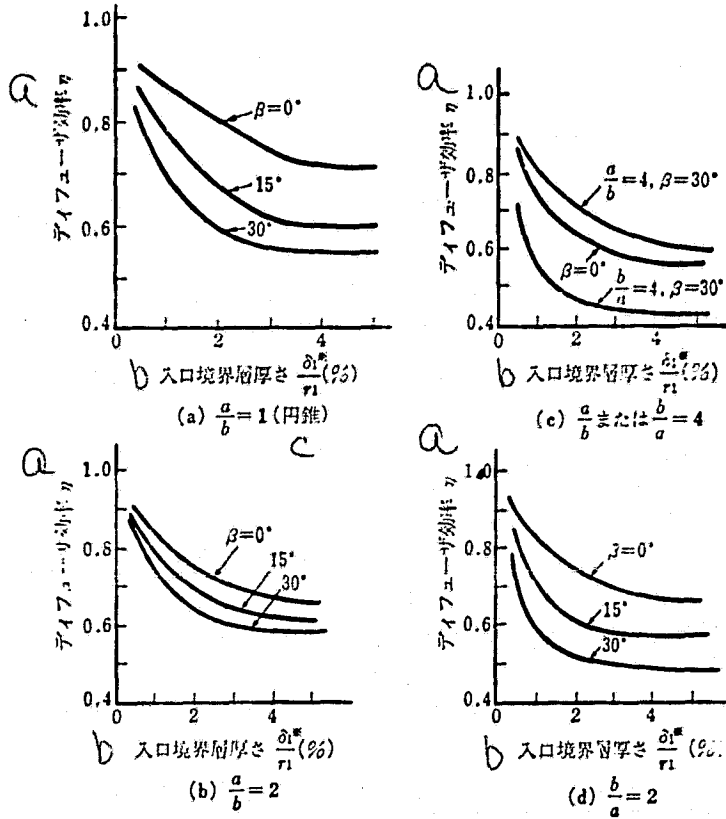 a
ディフューザ効率 η
1.0
0.8
0.6
0.4
0
2
4
β=0°
15°
30°
b 入口境界層厚さ δ₁*/r₁ (%)
(a) a/b = 1 (円錐)
c
a
ディフューザ効率 η
1.0
0.8
0.6
0.4
0
2
4
a/b = 4, β=30°
β=0°
b/a = 4, β=30°
b 入口境界層厚さ δ₁*/r₁ (%)
(c) a/b または b/a = 4
a
ディフューザ効率 η
1.0
0.8
0.6
0.4
0
2
4
β=0°
15°
30°
b 入口境界層厚さ δ₁*/r₁ (%)
(b) a/b = 2
a
ディフューザ効率 η
1.0
0.8
0.6
0.4
0
2
4
β=0°
15°
30°
b 入口境界層厚さ δ₁*/r₁ (%)
(d) b/a = 2